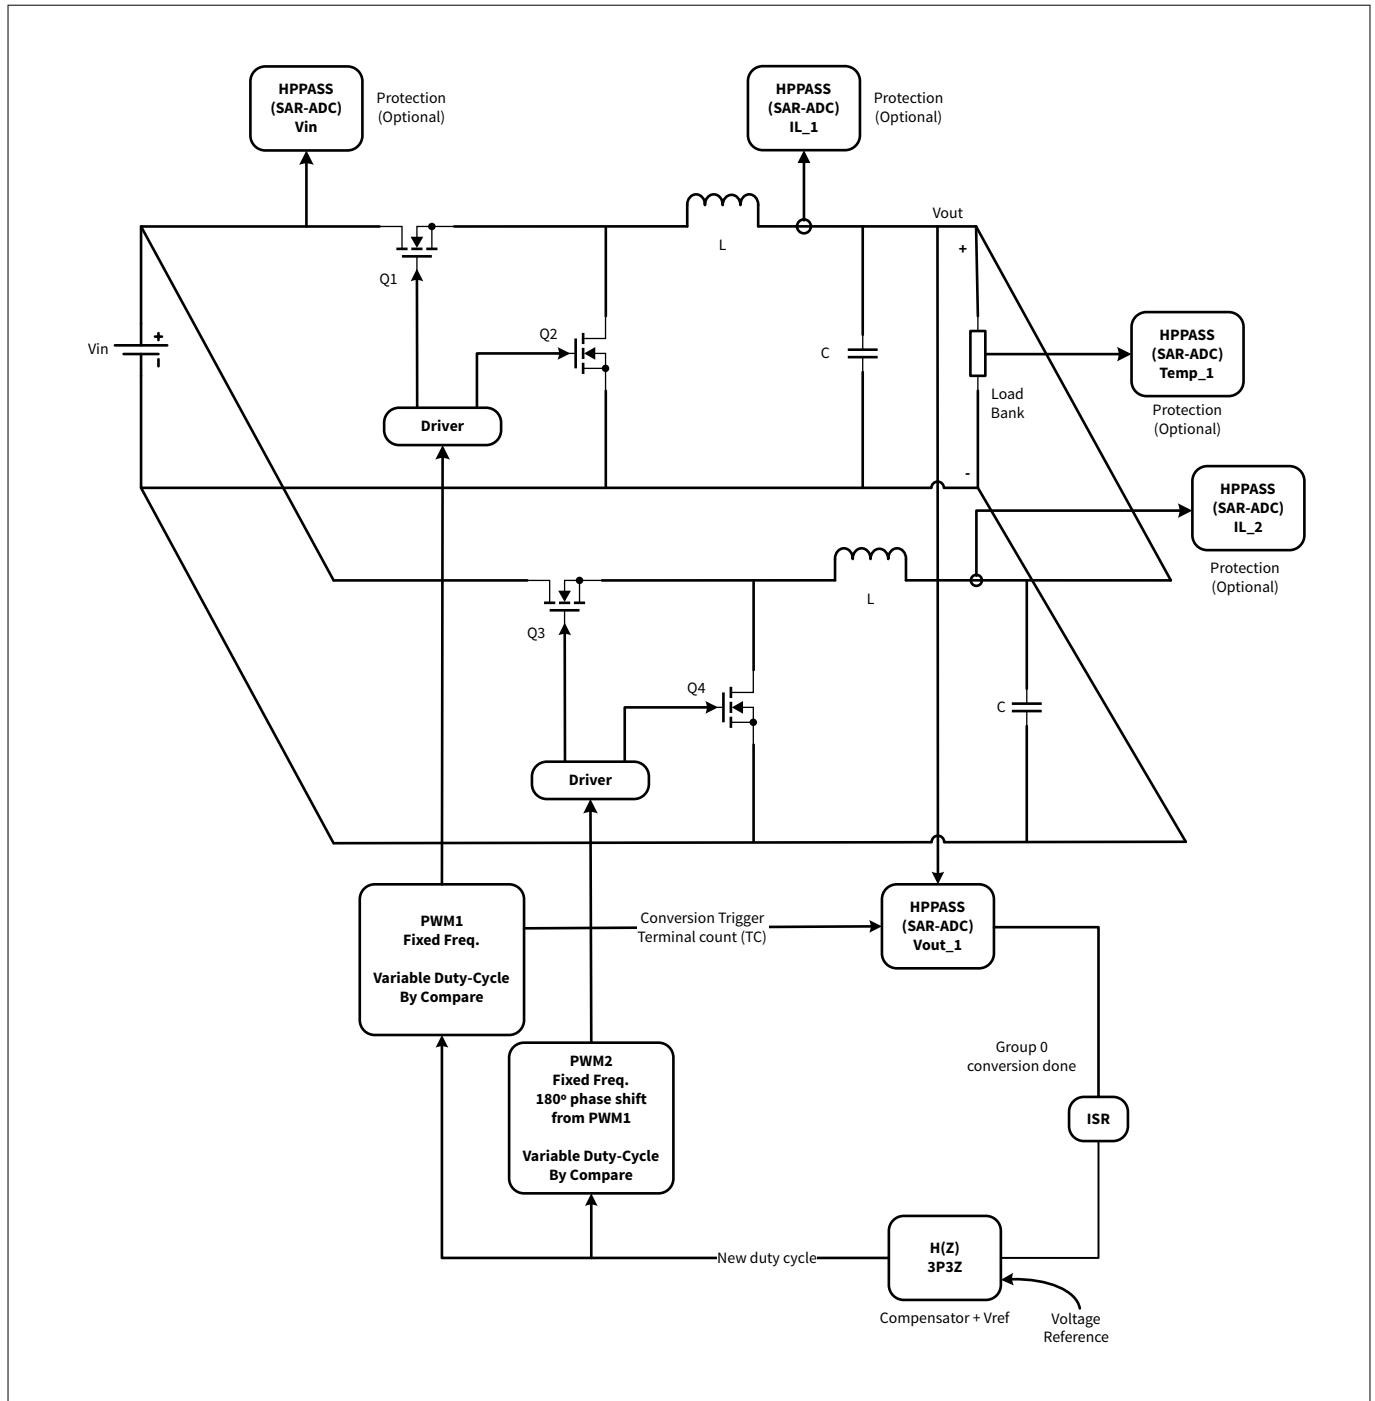 HPPASS
(SAR-ADC)
Vin
Protection
(Optional)
HPPASS
(SAR-ADC)
IL_1
Protection
(Optional)
Vout
+
L
Q1
Q2
Vin
+
-
C
Load
Bank
-
HPPASS
(SAR-ADC)
Temp_1
Protection
(Optional)
Driver
HPPASS
(SAR-ADC)
IL_2
Protection
(Optional)
L
Q3
Q4
C
Driver
PWM1
Fixed Freq.
Variable Duty-Cycle
By Compare
Conversion Trigger
Terminal count (TC)
HPPASS
(SAR-ADC)
Vout_1
PWM2
Fixed Freq.
180º phase shift
from PWM1
Variable Duty-Cycle
By Compare
Group 0
conversion done
ISR
New duty cycle
H(Z)
3P3Z
Compensator + Vref
Voltage
Reference